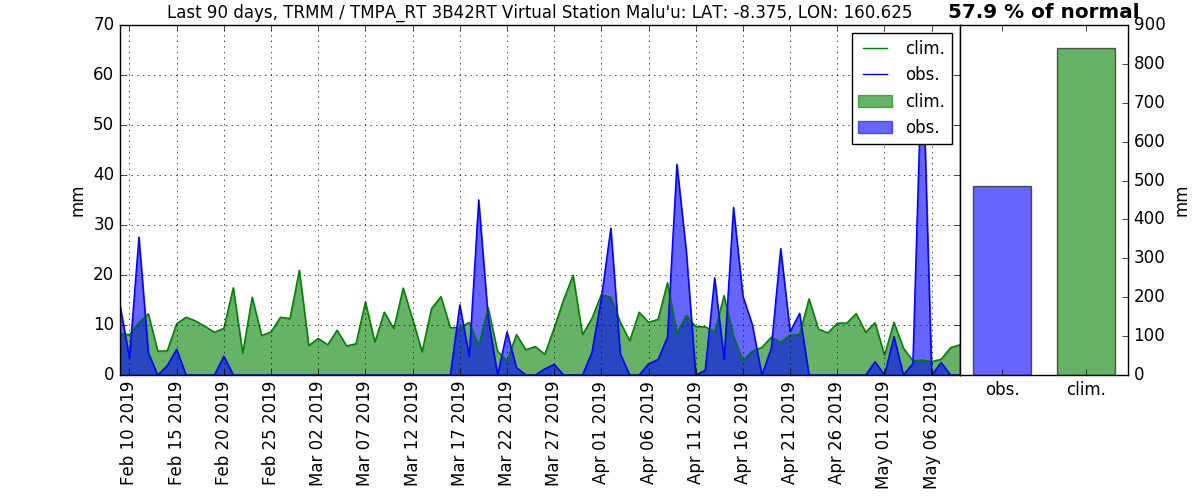 Last 90 days, TRMM / TMPA_RT 3B42RT Virtual Station Malu'u: LAT: -8.375, LON: 160.625
57.9 % of normal
70
60
50
40
30
20
10
0
mm
clim.
obs.
clim.
obs.
Feb 10 2019
Feb 15 2019
Feb 20 2019
Feb 25 2019
Mar 02 2019
Mar 07 2019
Mar 12 2019
Mar 17 2019
Mar 22 2019
Mar 27 2019
Apr 01 2019
Apr 06 2019
Apr 11 2019
Apr 16 2019
Apr 21 2019
Apr 26 2019
May 01 2019
May 06 2019
900
800
700
600
500
400
300
200
100
0
mm
obs.
clim.